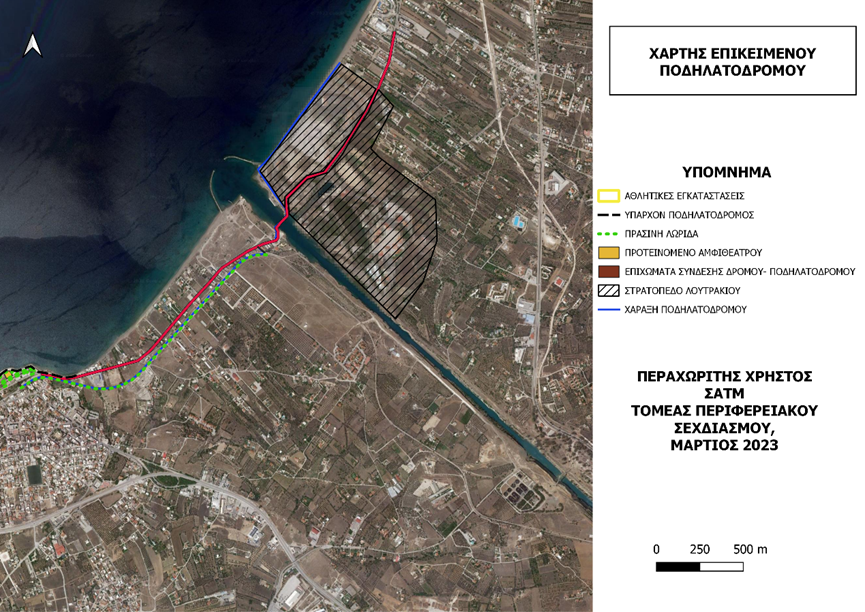 ΧΑΡΤΗΣ ΕΠΙΚΕΙΜΕΝΟΥ
ΠΟΔΗΛΑΤΟΔΡΟΜΟΥ
ΥΠΟΜΝΗΜΑ
ΑΘΛΗΤΙΚΕΣ ΕΓΚΑΤΑΣΤΑΣΕΙΣ
ΥΠΑΡΧΟΝ ΠΟΔΗΛΑΤΟΔΡΟΜΟΣ
ΠΡΑΣΙΝΗ ΛΩΡΙΔΑ
ΠΡΟΤΕΙΝΟΜΕΝΟ ΑΜΦΙΘΕΑΤΡΟΥ
ΕΠΙΧΩΜΑΤΑ ΣΥΝΔΕΣΗΣ ΔΡΟΜΟΥ- ΠΟΔΗΛΑΤΟΔΡΟΜΟΥ
ΣΤΡΑΤΟΠΕΔΟ ΛΟΥΤΡΑΚΙΟΥ
ΧΑΡΑΞΗ ΠΟΔΗΛΑΤΟΔΡΟΜΟΥ
ΠΕΡΑΧΩΡΙΤΗΣ ΧΡΗΣΤΟΣ
ΣΑΤΜ
ΤΟΜΕΑΣ ΠΕΡΙΦΕΡΕΙΑΚΟΥ
ΣΕΧΔΙΑΣΜΟΥ,
ΜΑΡΤΙΟΣ 2023
0 250 500 m